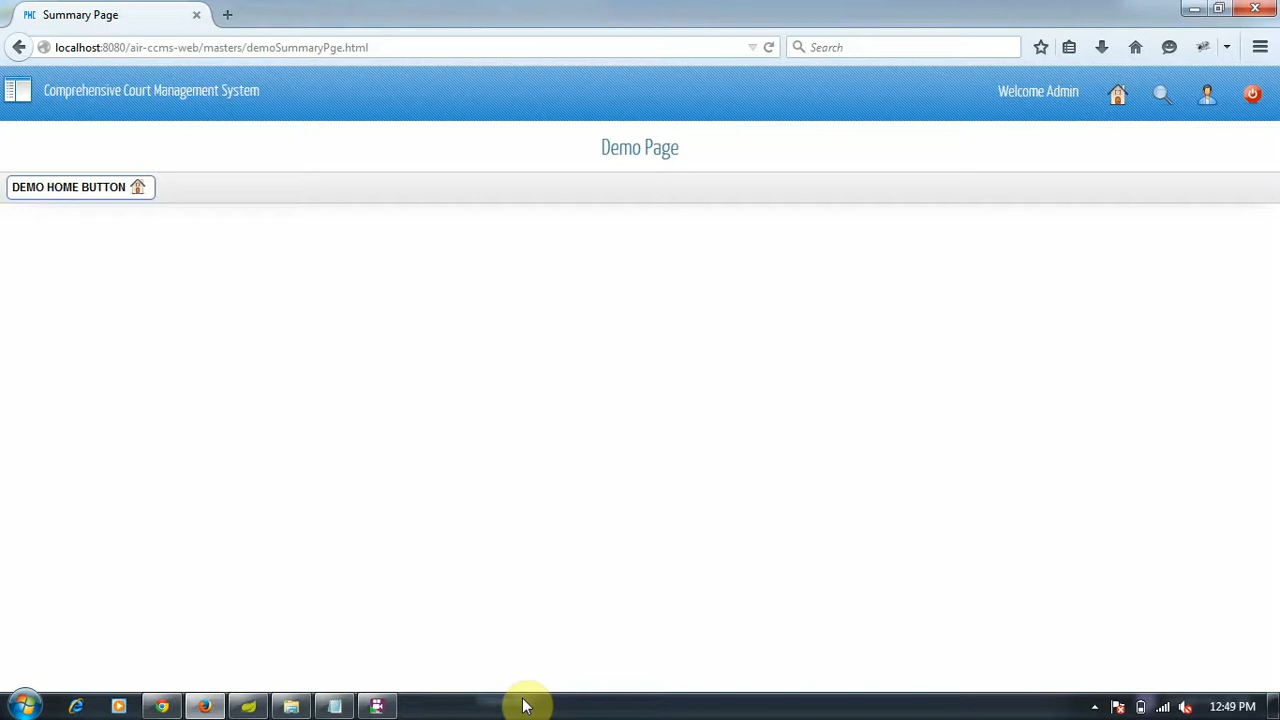 PHC Summary Page
localhost:8080/air-ccms-web/masters/demoSummaryPge.html
Search
Comprehensive Court Management System
Welcome Admin
Demo Page
DEMO HOME BUTTON
12:49 PM